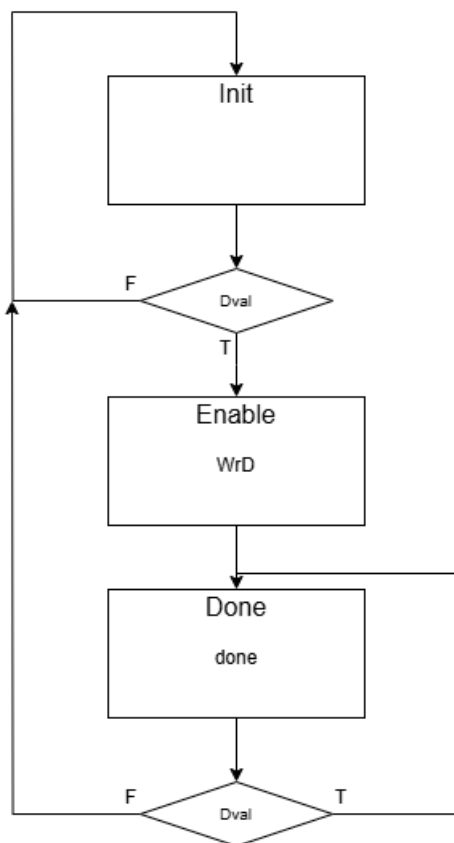 Init
F
Dval
T
Enable
WrD
Done
done
F
T
Dval